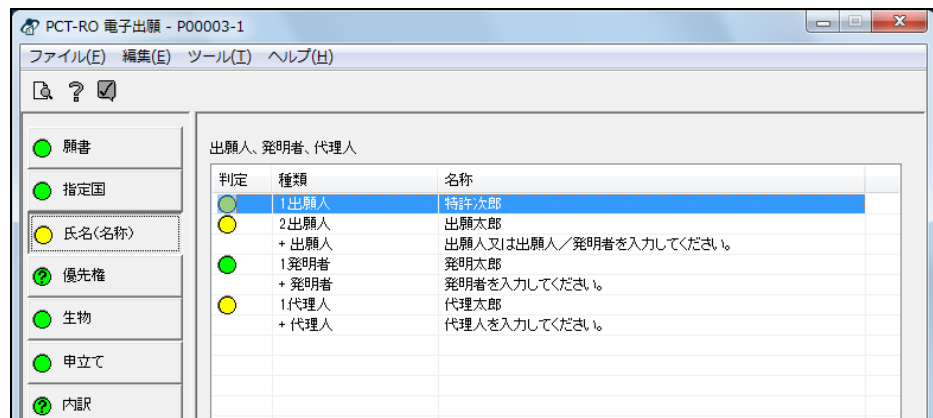 PCT-RO 電子出願 - P00003-1
ファイル(F) 編集(E) ツール(T) ヘルプ(H)
願書
指定国
氏名(名称)
優先権
生物
申立て
内訳
出願人、発明者、代理人
判定 種類 名称
1出願人 特許次郎
2出願人 出願太郎
+ 出願人 出願人又は出願人／発明者を入力してください。
1発明者 発明太郎
+ 発明者 発明者を入力してください。
1代理人 代理太郎
+ 代理人 代理人を入力してください。